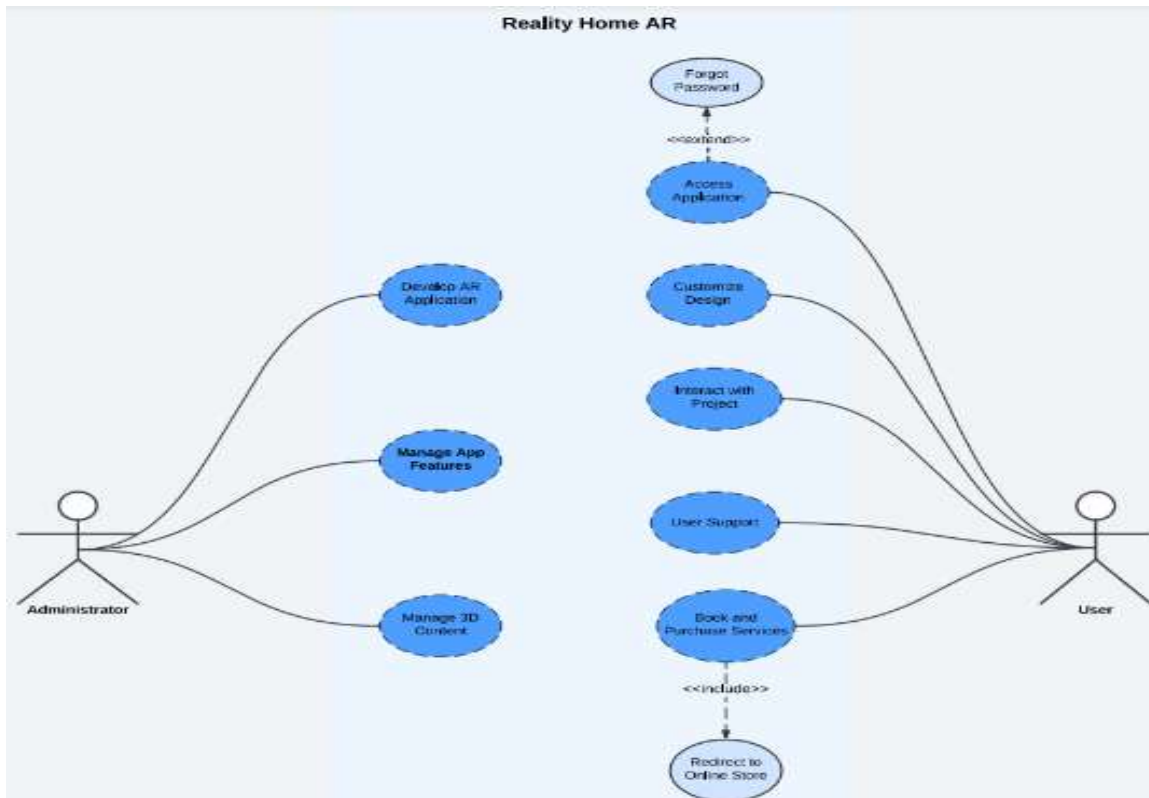 Reality Home AR
Forgot
Password
<<extend>>
Access
Application
Develop AR
Application
Customize
Design
Interact with
Project
Manage App
Features
User Support
Administrator
User
Manage 3D
Content
Book and
Purchase Services
<<include>>
Redirect to
Online Store